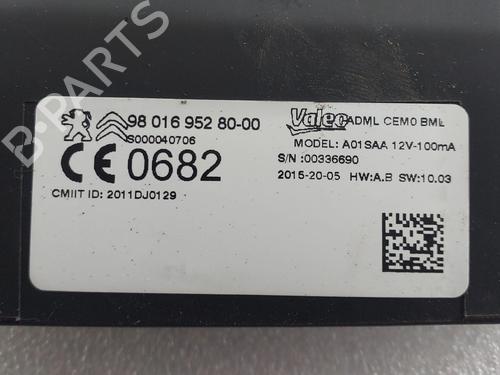 98 016 952 80-00
S000040706
CE 0682
CMIIT ID: 2011DJ0129
Valeo ADML CEM0 BML
MODEL: A01SAA 12V-100mA
S/N :00336690
2015-20-05 HW:A.B SW:10.03
B-PARTS